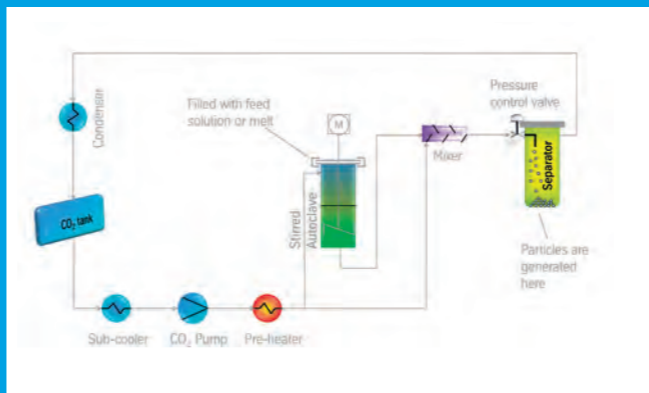 Condenser
Filled with feed
solution or melt
M
Pressure
control valve
Mixer
Separator
CO₂ tank
Stirred
Autoclave
Particles are
generated
here
Sub-cooler
CO₂ Pump
Pre-heater